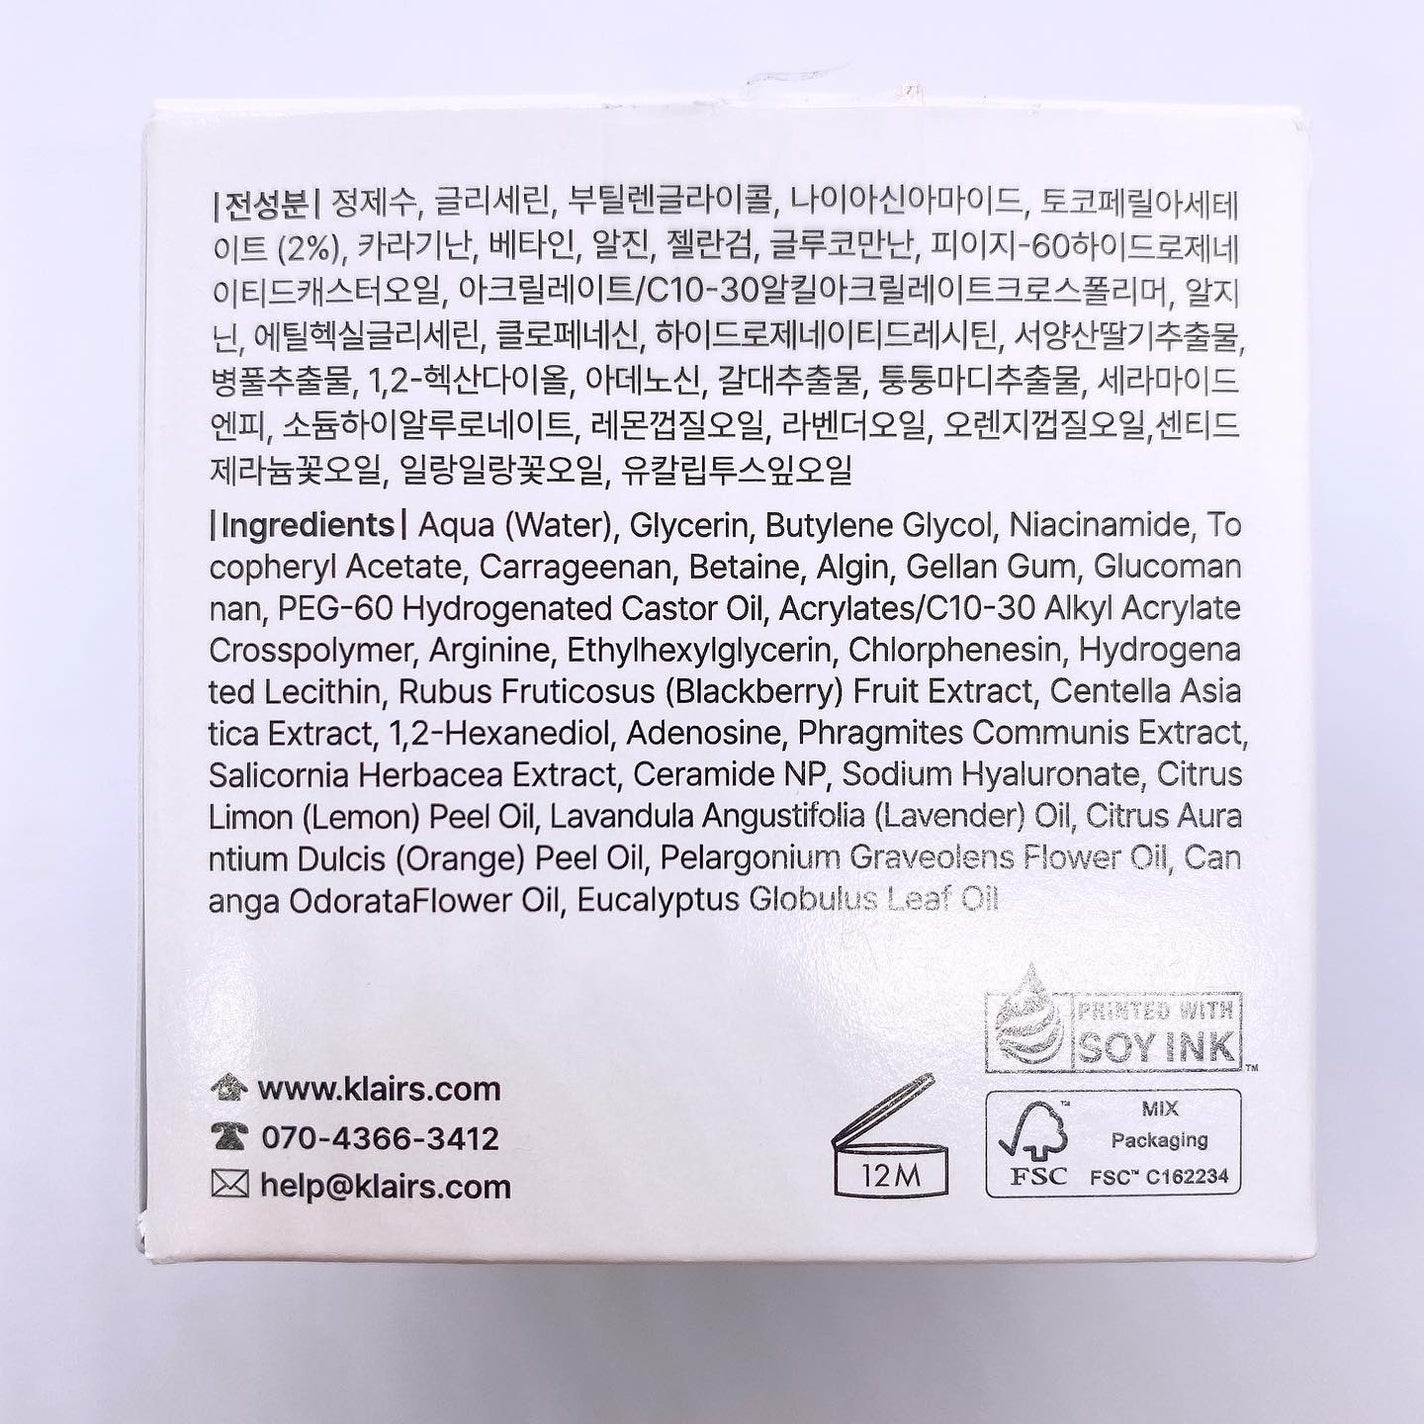 |전성분| 정제수, 글리세린, 부틸렌글라이콜, 나이아신아마이드, 토코페릴아세테
이트 (2%), 카라기난, 베타인, 알진, 젤란검, 글루코만난, 피이지-60하이드로제네
이티드캐스터오일, 아크릴레이트/C10-30알킬아크릴레이트크로스폴리머, 알지
닌, 에틸헥실글리세린, 클로페네신, 하이드로제네이티드레시틴, 서양산딸기추출물,
병풀추출물, 1,2-헥산다이올, 아데노신, 갈대추출물, 퉁퉁마디추출물, 세라마이드
엔피, 소듐하이알루로네이트, 레몬껍질오일, 라벤더오일, 오렌지껍질오일,센티드
제라늄꽃오일, 일랑일랑꽃오일, 유칼립투스잎오일
|Ingredients| Aqua (Water), Glycerin, Butylene Glycol, Niacinamide, To
copheryl Acetate, Carrageenan, Betaine, Algin, Gellan Gum, Glucoman
nan, PEG-60 Hydrogenated Castor Oil, Acrylates/C10-30 Alkyl Acrylate
Crosspolymer, Arginine, Ethylhexylglycerin, Chlorphenesin, Hydrogena
ted Lecithin, Rubus Fruticosus (Blackberry) Fruit Extract, Centella Asia
tica Extract, 1,2-Hexanediol, Adenosine, Phragmites Communis Extract,
Salicornia Herbacea Extract, Ceramide NP, Sodium Hyaluronate, Citrus
Limon (Lemon) Peel Oil, Lavandula Angustifolia (Lavender) Oil, Citrus Aura
ntium Dulcis (Orange) Peel Oil, Pelargonium Graveolens Flower Oil, Can
anga OdorataFlower Oil, Eucalyptus Globulus Leaf Oil
PRINTED WITH
SOY INK™
www.klairs.com
070-4366-3412
help@klairs.com
12M
™
FSC
MIX
Packaging
FSC™ C162234